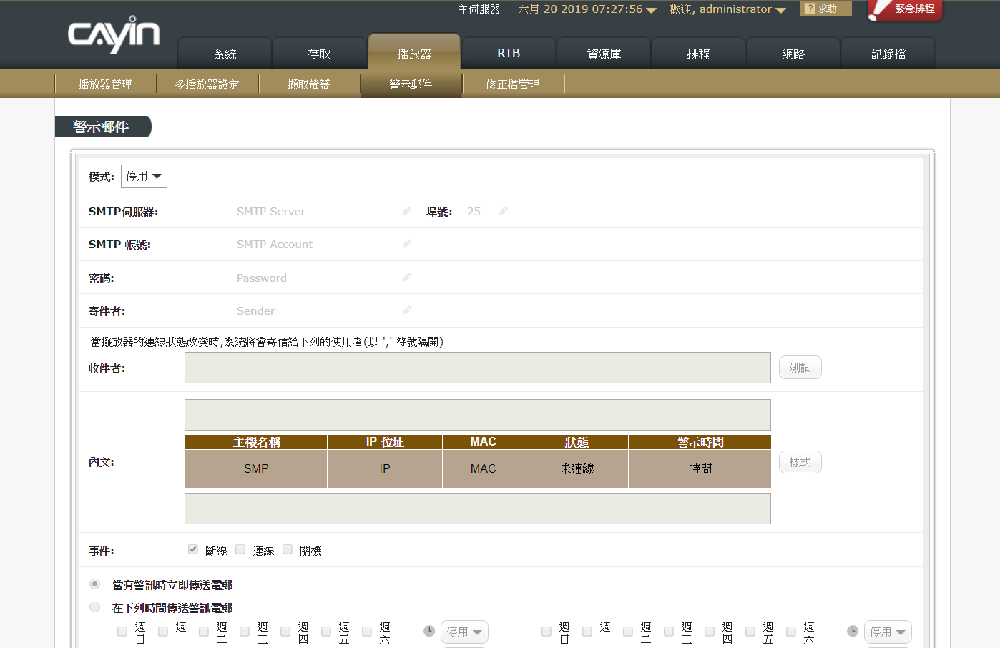 主伺服器 六月 20 2019 07:27:56 歡迎, administrator ? 求助 緊急排程
CAYIN
系統 存取 播放器 RTB 資源庫 排程 網路 記錄檔
播放器管理 多播放器設定 擷取螢幕 警示郵件 修正檔管理
警示郵件
模式: 停用
SMTP伺服器: SMTP Server 埠號: 25
SMTP 帳號: SMTP Account
密碼: Password
寄件者: Sender
當撥放器的連線狀態改變時,系統將會寄信給下列的使用者(以 ',' 符號隔開)
收件者: 測試
主機名稱 IP 位址 MAC 狀態 警示時間
內文: SMP IP MAC 未連線 時間 樣式
事件: 斷線 連線 關機
當有警訊時立即傳送電郵
在下列時間傳送警訊電郵
週日 週一 週二 週三 週四 週五 週六 停用 週日 週一 週二 週三 週四 週五 週六 停用